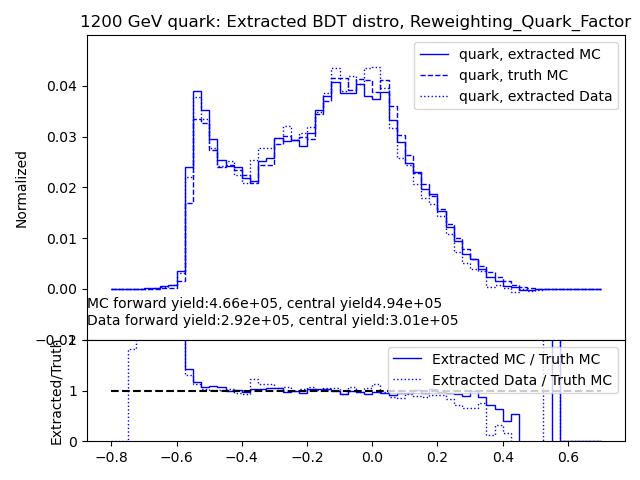 1200 GeV quark: Extracted BDT distro, Reweighting_Quark_Factor
quark, extracted MC
quark, truth MC
quark, extracted Data
Normalized
0.04
0.03
0.02
0.01
0.00
−0.01
MC forward yield:4.66e+05, central yield4.94e+05
Data forward yield:2.92e+05, central yield:3.01e+05
Extracted/Truth
2
1
0
Extracted MC / Truth MC
Extracted Data / Truth MC
−0.8 −0.6 −0.4 −0.2 0.0 0.2 0.4 0.6